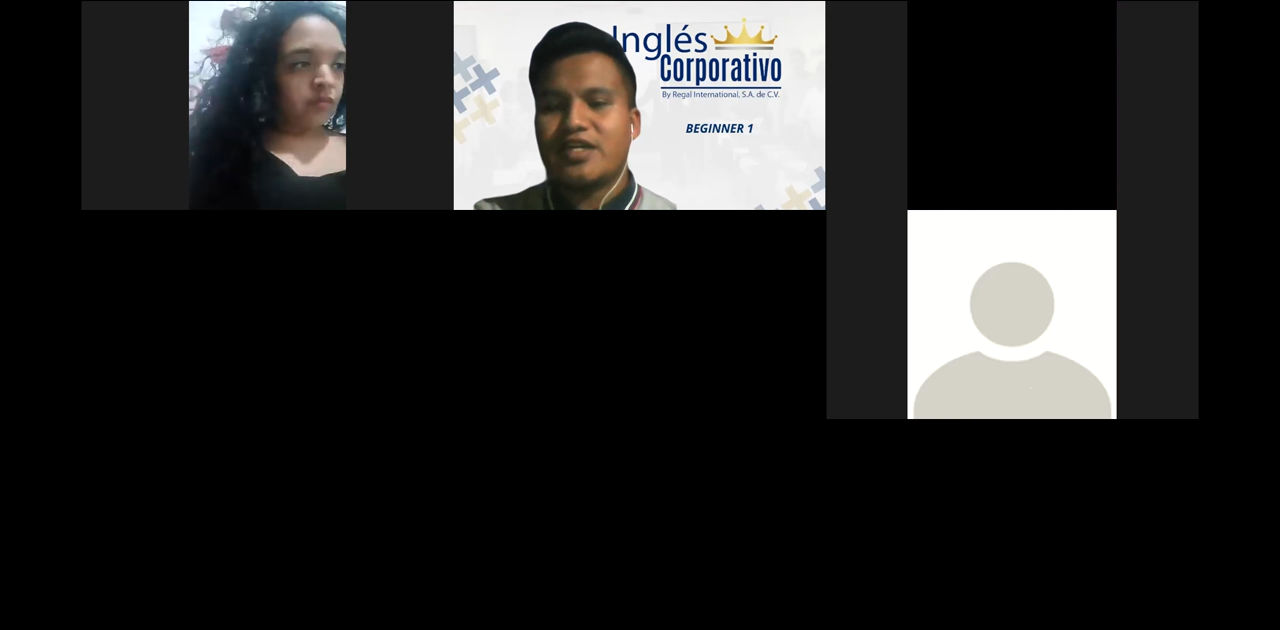 Inglés
Corporativo
By Regal International, S.A. de C.V.
BEGINNER 1